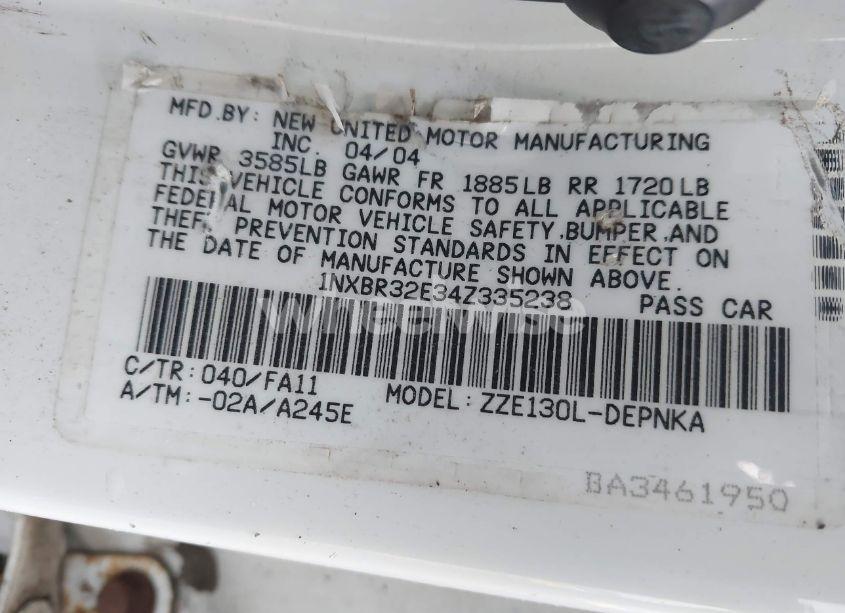 MFD.BY: NEW UNITED MOTOR MANUFACTURING
INC. 04/04
GVWR 3585LB GAWR FR 1885LB RR 1720LB
THIS VEHICLE CONFORMS TO ALL APPLICABLE
FEDERAL MOTOR VEHICLE SAFETY,BUMPER,AND
THEFT PREVENTION STANDARDS IN EFFECT ON
THE DATE OF MANUFACTURE SHOWN ABOVE.
1NXBR32E34Z335238 PASS CAR
wheelwise
C/TR:040/FA11
A/TM:-02A/A245E MODEL:ZZE130L-DEPNKA
BA3461950